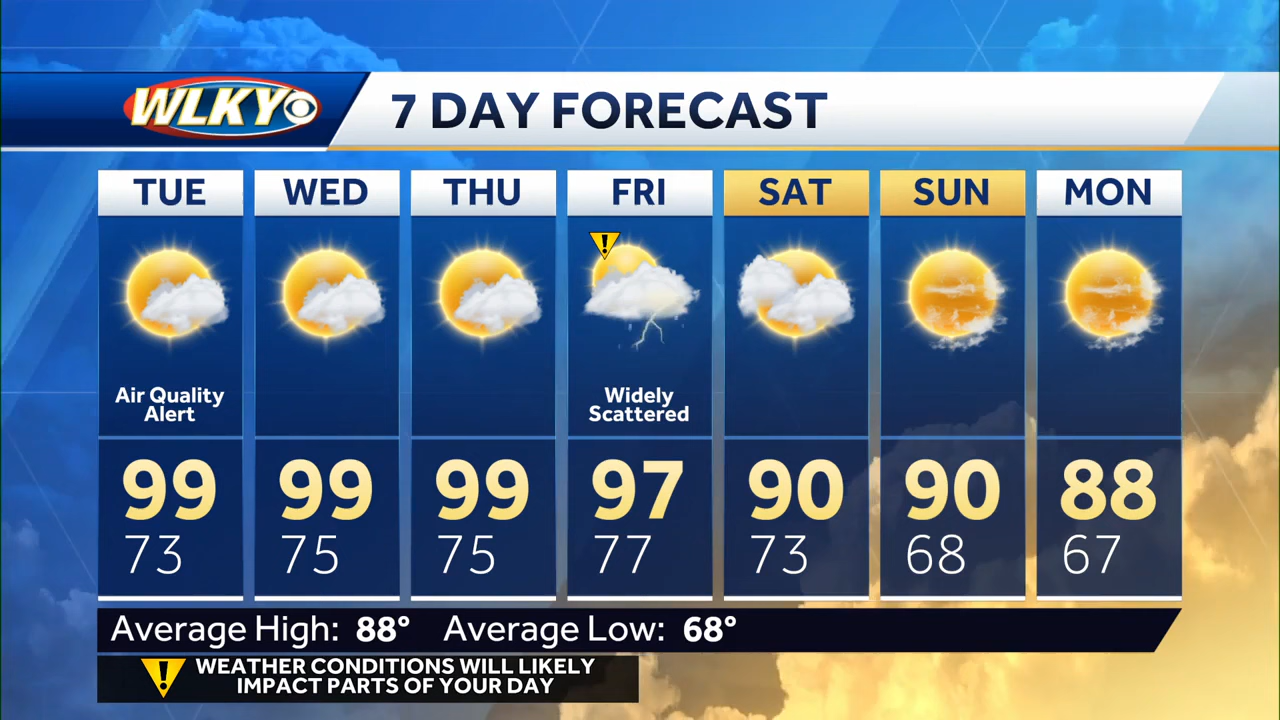 WLKY
7 DAY FORECAST
TUE WED THU FRI SAT SUN MON
!
Air Quality
Alert
Widely
Scattered
99 99 99 97 90 90 88
73 75 75 77 73 68 67
Average High: 88° Average Low: 68°
! WEATHER CONDITIONS WILL LIKELY
IMPACT PARTS OF YOUR DAY